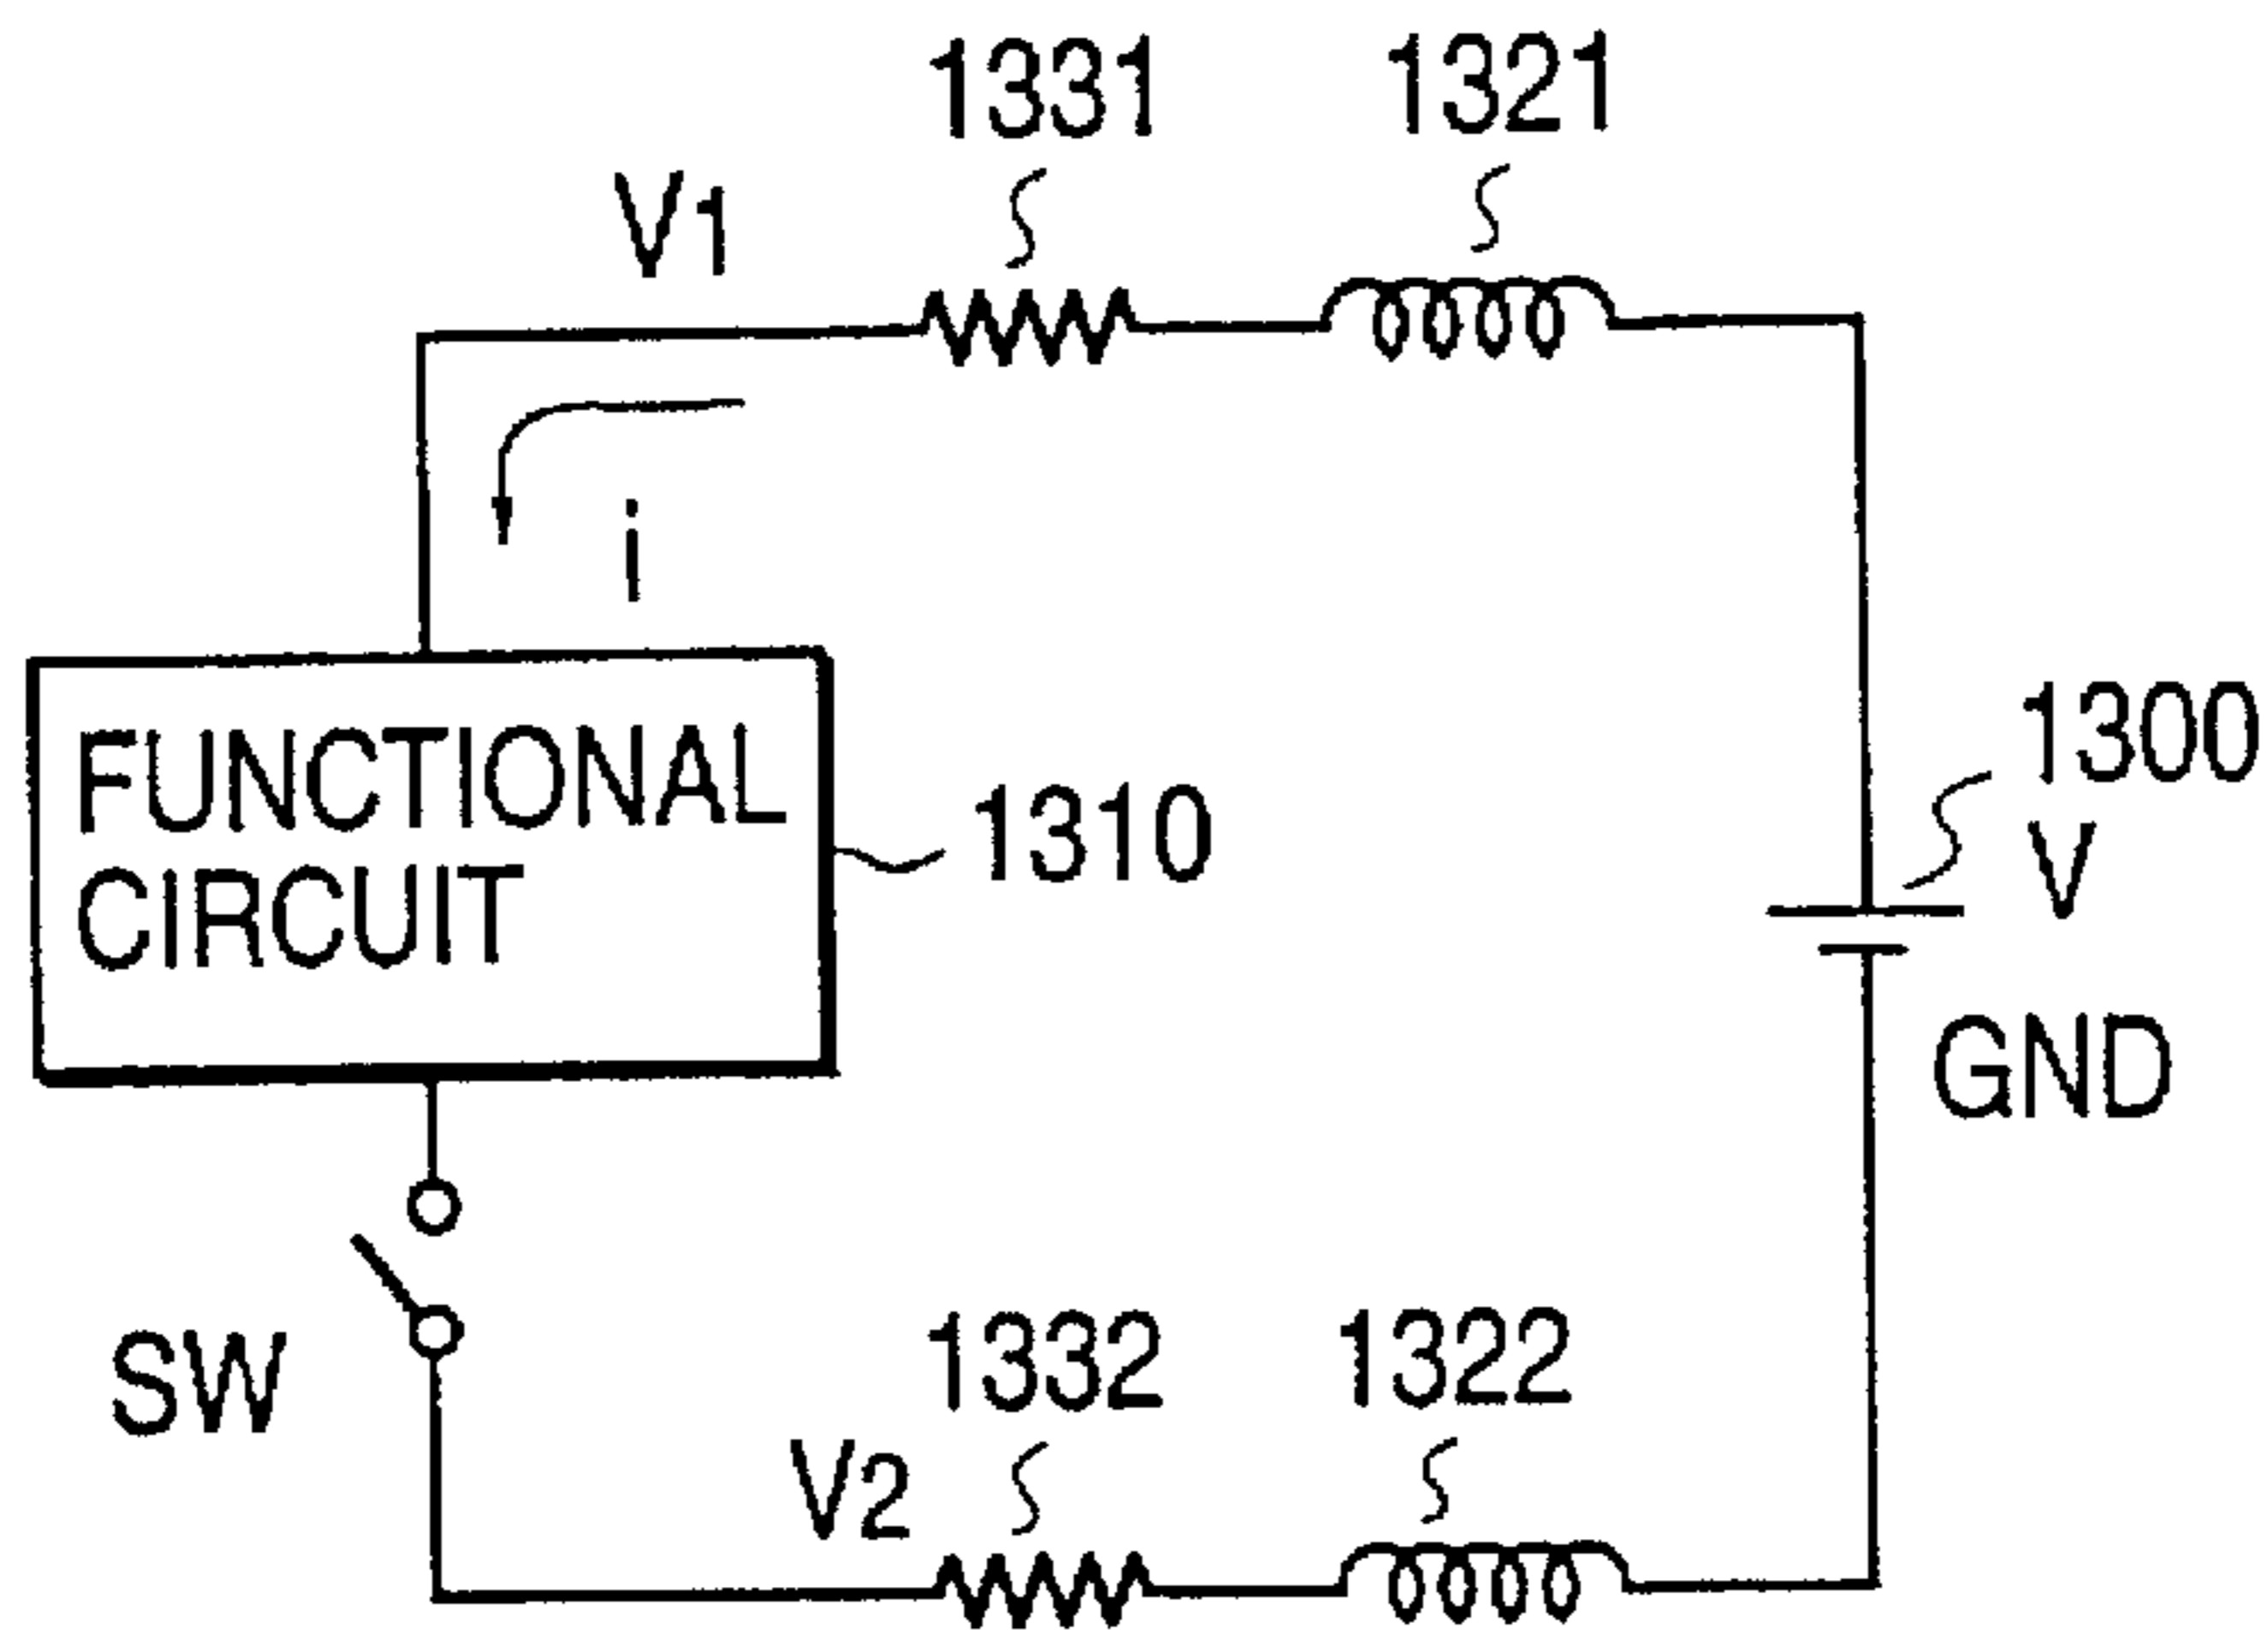 1331
1321
V1
i
FUNCTIONAL
CIRCUIT
1310
1300
V
GND
SW
1332
1322
V2